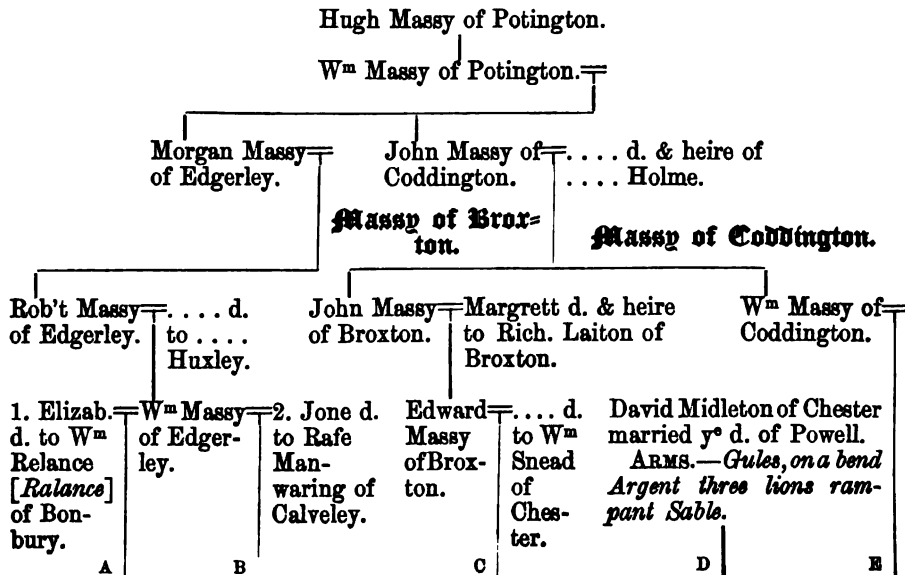 Hugh Massy of Potington.
Wᵐ Massy of Potington.
Morgan Massy
of Edgerley.
John Massy of
Coddington.
. . . . d. & heire of
. . . . Holme.
Massy of Brox=
ton.
Massy of Coddington.
Rob't Massy
of Edgerley.
. . . . d.
to . . . .
Huxley.
John Massy
of Broxton.
Margrett d. & heire
to Rich. Laiton of
Broxton.
Wᵐ Massy of
Coddington.
1. Elizab.
d. to Wᵐ
Relance
[Ralance]
of Bon-
bury.
Wᵐ Massy
of Edger-
ley.
2. Jone d.
to Rafe
Man-
waring of
Calveley.
Edward
Massy
of Brox-
ton.
. . . . d.
to Wᵐ
Snead
of
Ches-
ter.
David Midleton of Chester
married yᵉ d. of Powell.
ARMS.—Gules, on a bend
Argent three lions ram-
pant Sable.
A
B
C
D
E